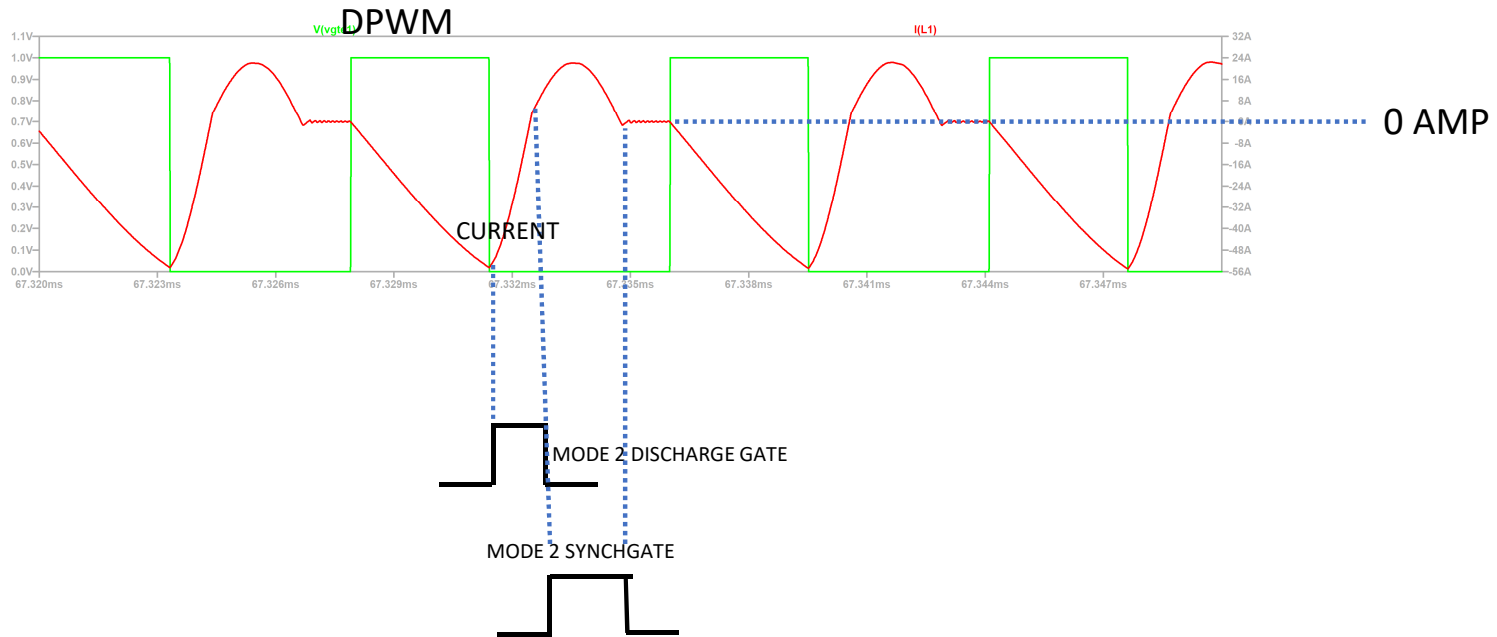 DPWM
V(vgtd1) I(L1)
1.1V 32A
1.0V 24A
0.9V 16A
0.8V 8A
0.7V 0A 0 AMP
0.6V -8A
0.5V -16A
0.4V -24A
0.3V -32A
0.2V CURRENT -40A
0.1V -48A
0.0V -56A
67.320ms 67.323ms 67.326ms 67.329ms 67.332ms 67.335ms 67.338ms 67.341ms 67.344ms 67.347ms
MODE 2 DISCHARGE GATE
MODE 2 SYNCHGATE